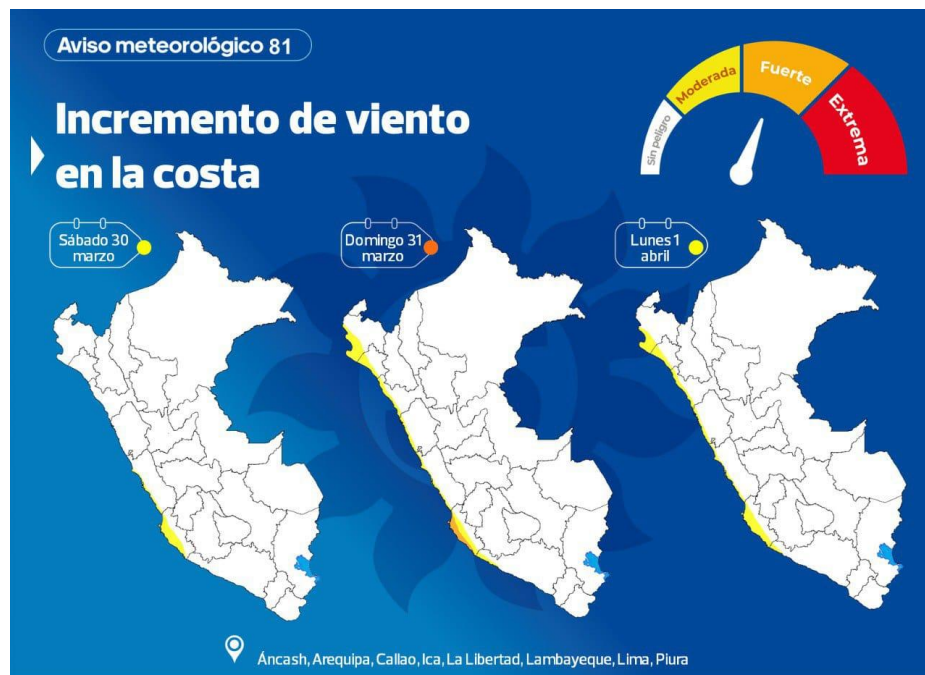 Aviso meteorológico 81
Incremento de viento
en la costa
sin peligro
Moderada
Fuerte
Extrema
Sábado 30
marzo
Domingo 31
marzo
Lunes 1
abril
Áncash, Arequipa, Callao, Ica, La Libertad, Lambayeque, Lima, Piura